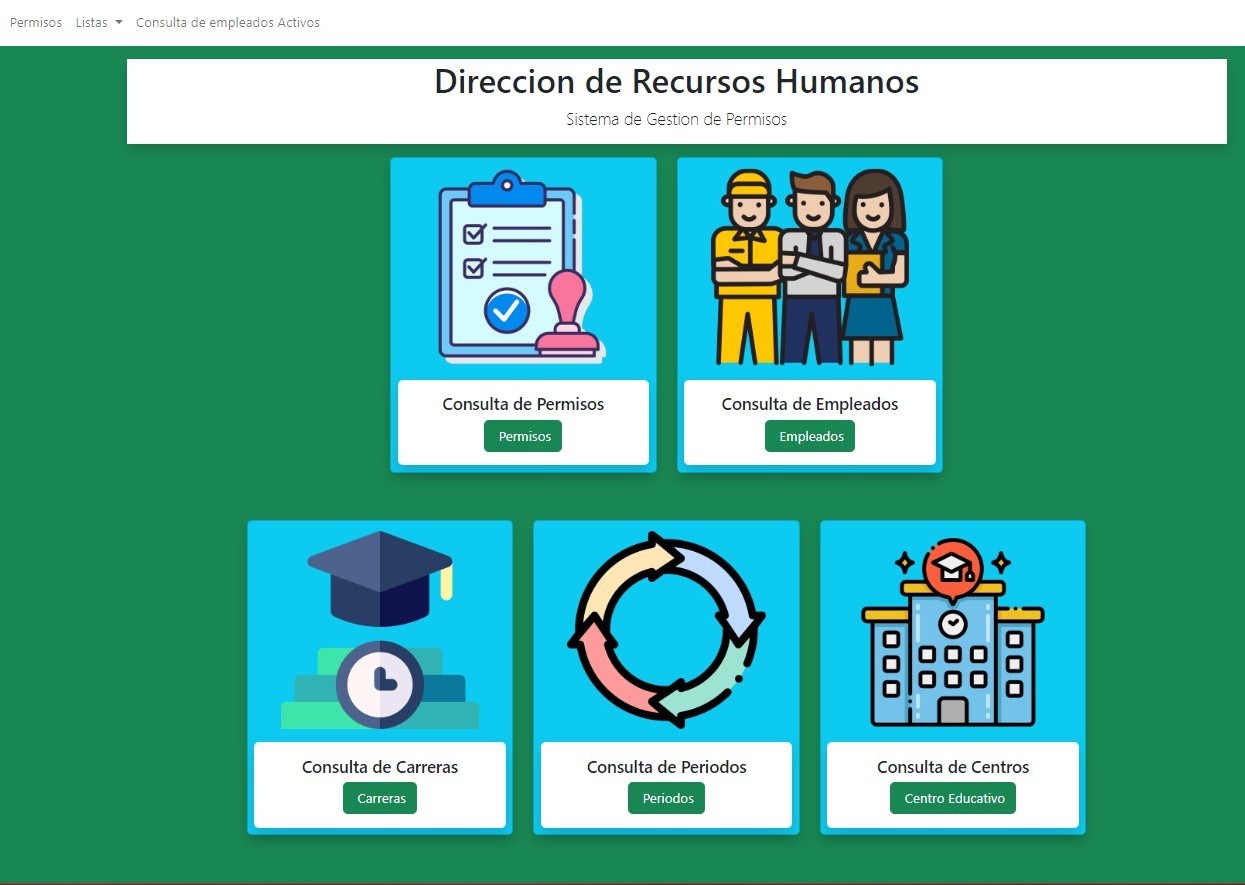 Permisos Listas Consulta de empleados Activos
Direccion de Recursos Humanos
Sistema de Gestion de Permisos
Consulta de Permisos
Permisos
Consulta de Empleados
Empleados
Consulta de Carreras
Carreras
Consulta de Periodos
Periodos
Consulta de Centros
Centro Educativo